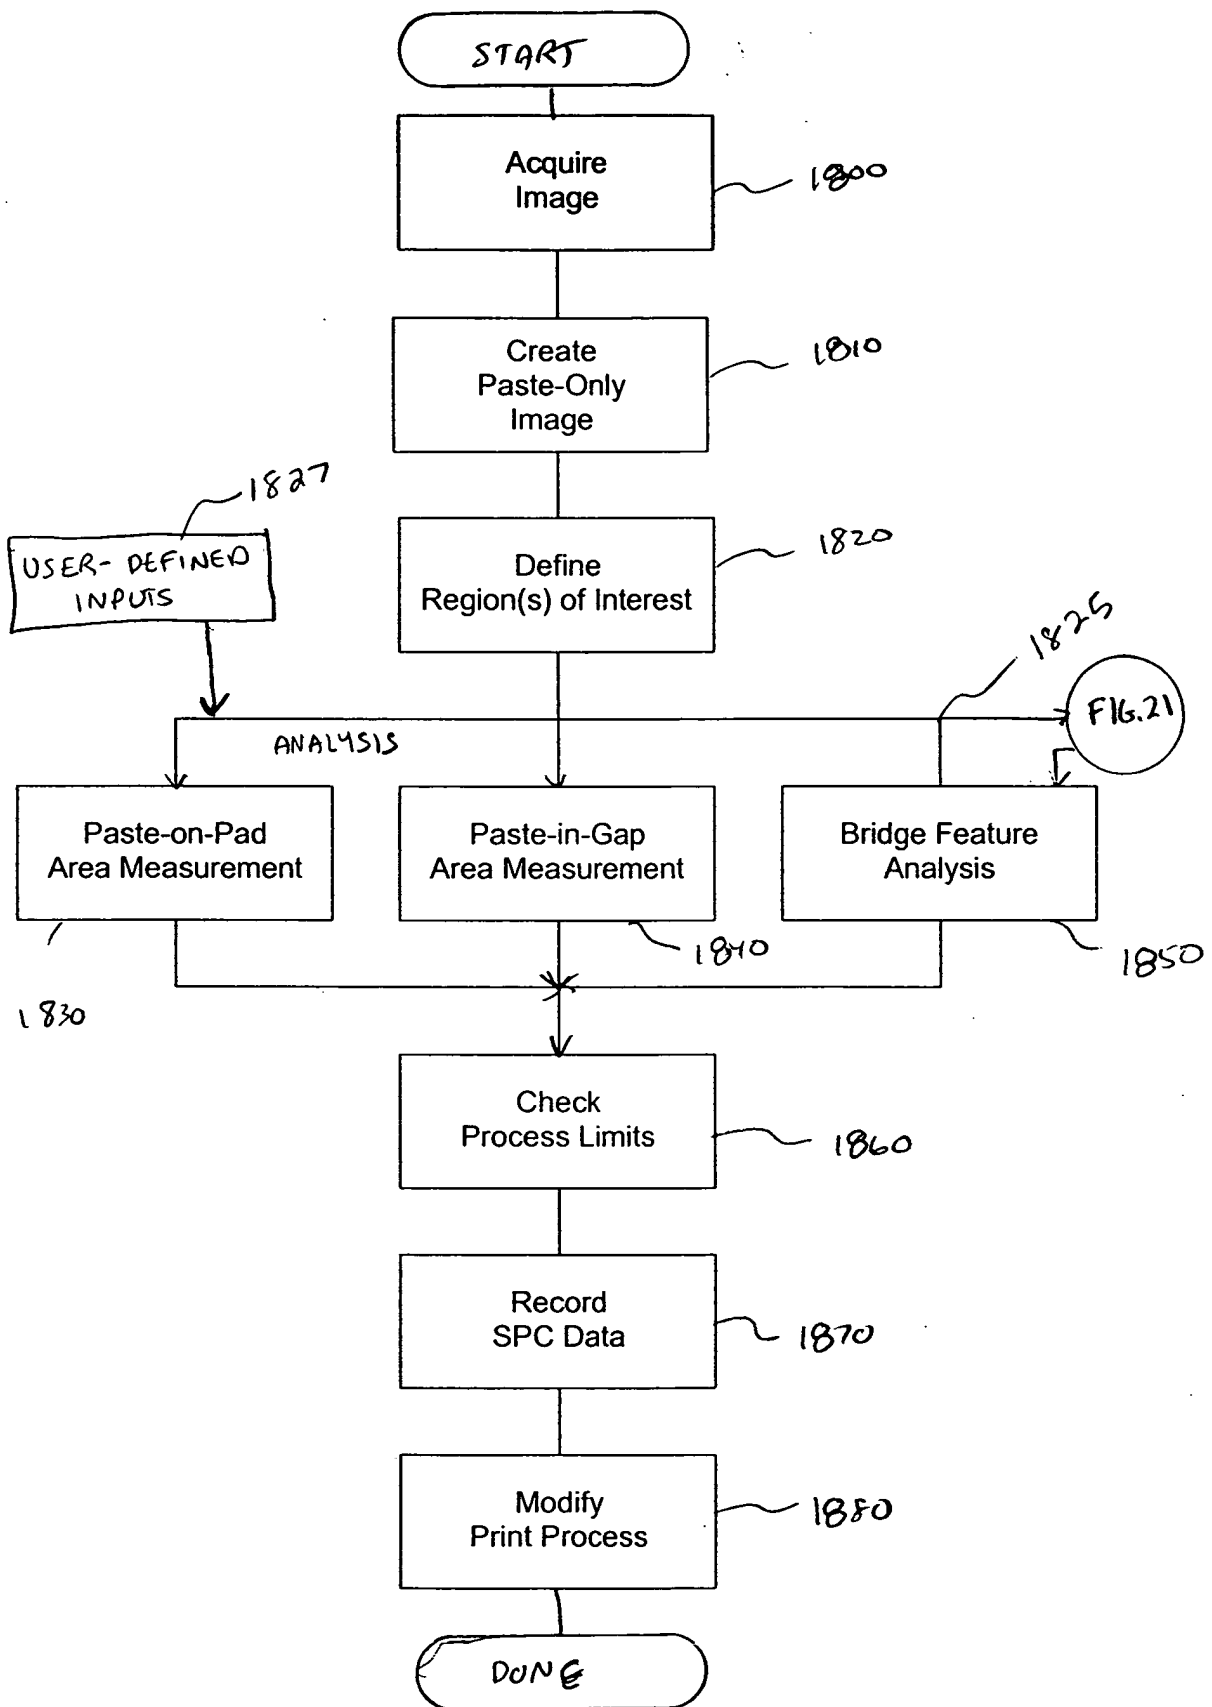 START
Acquire
Image
1800
Create
Paste-Only
Image
1810
1827
USER-DEFINED
INPUTS
Define
Region(s) of Interest
1820
1825
FIG.21
ANALYSIS
Paste-on-Pad
Area Measurement
Paste-in-Gap
Area Measurement
Bridge Feature
Analysis
1830
1840
1850
Check
Process Limits
1860
Record
SPC Data
1870
Modify
Print Process
1880
DONE